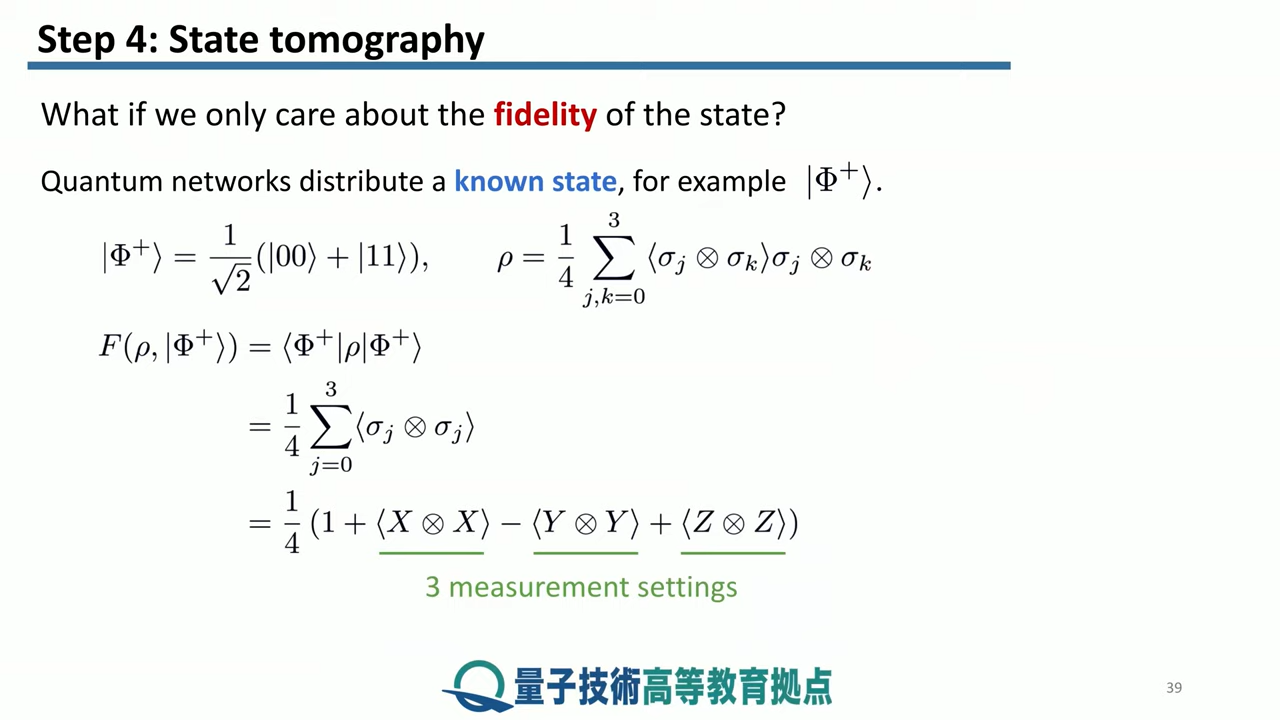 Step 4: State tomography
What if we only care about the fidelity of the state?
Quantum networks distribute a known state, for example |Φ⁺⟩.
|Φ⁺⟩ = 1/√2 (|00⟩ + |11⟩), ρ = 1/4 ∑_{j,k=0}^{3} ⟨σ_j ⊗ σ_k⟩σ_j ⊗ σ_k
F(ρ, |Φ⁺⟩) = ⟨Φ⁺|ρ|Φ⁺⟩
= 1/4 ∑_{j=0}^{3} ⟨σ_j ⊗ σ_j⟩
= 1/4 (1 + ⟨X ⊗ X⟩ − ⟨Y ⊗ Y⟩ + ⟨Z ⊗ Z⟩)
3 measurement settings
量子技術高等教育拠点
39